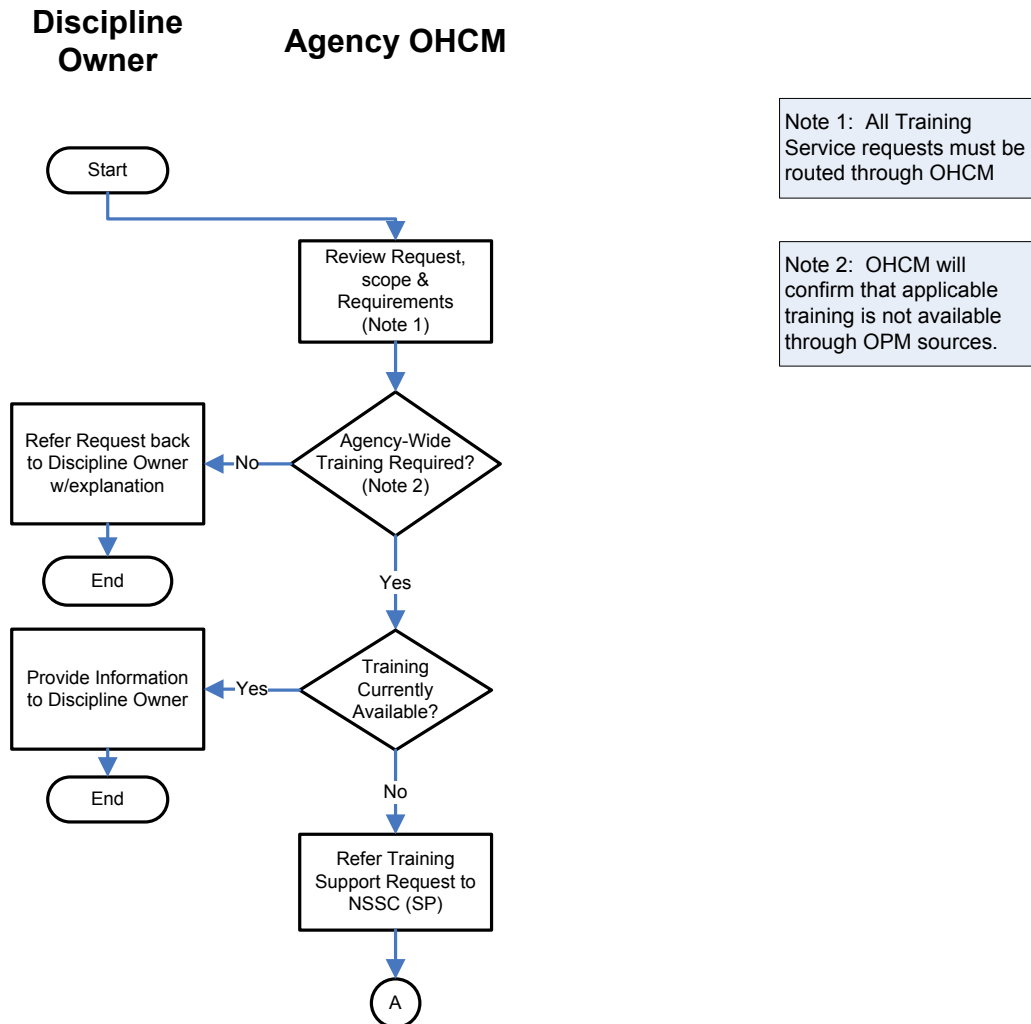 Discipline
Owner
Agency OHCM
Note 1: All Training
Service requests must be
routed through OHCM
Start
Review Request,
scope &
Requirements
(Note 1)
Note 2: OHCM will
confirm that applicable
training is not available
through OPM sources.
Refer Request back
to Discipline Owner
w/explanation
No
Agency-Wide
Training Required?
(Note 2)
End
Yes
Provide Information
to Discipline Owner
Yes
Training
Currently
Available?
End
No
Refer Training
Support Request to
NSSC (SP)
A